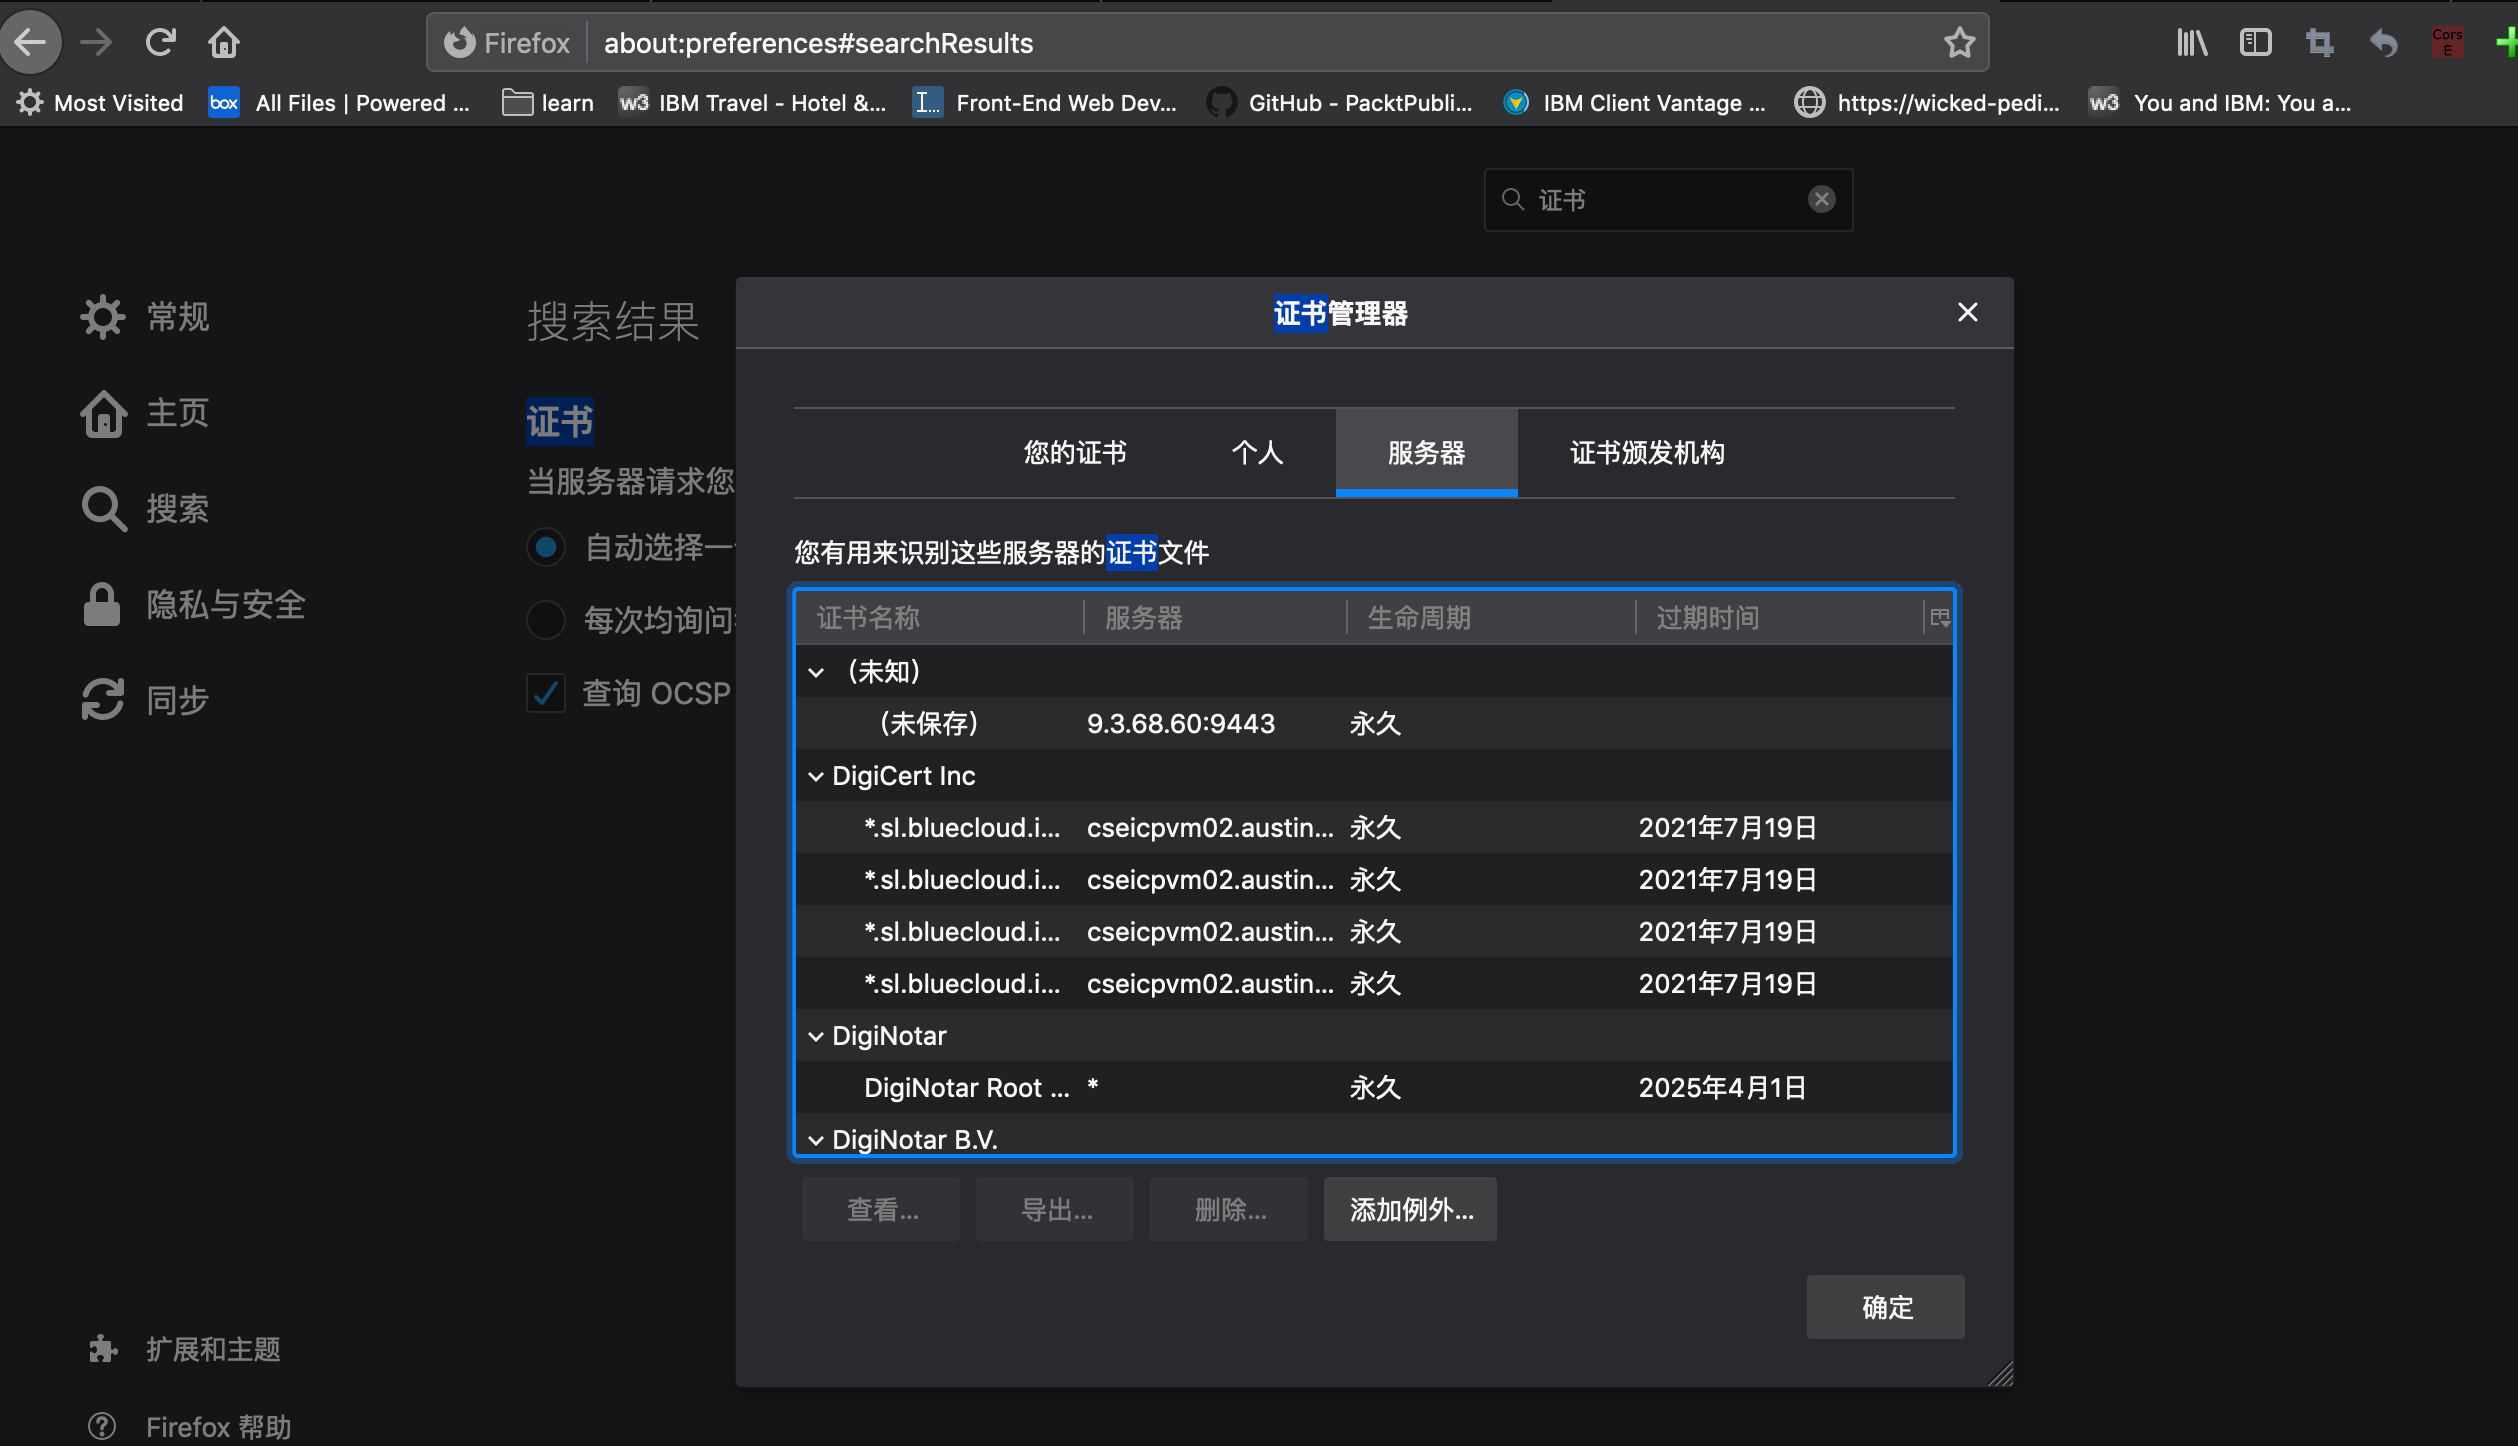 Firefox about:preferences#searchResults
Cors E
Most Visited box All Files | Powered ... learn w3 IBM Travel - Hotel &... I... Front-End Web Dev... GitHub - PacktPubli... IBM Client Vantage ... https://wicked-pedi... w3 You and IBM: You a...
证书
常规
主页
搜索
隐私与安全
同步
扩展和主题
Firefox 帮助
搜索结果
证书
当服务器请求您
自动选择一
每次均询问
查询 OCSP
证书管理器
您的证书 个人 服务器 证书颁发机构
您有用来识别这些服务器的证书文件
证书名称 服务器 生命周期 过期时间
（未知）
（未保存） 9.3.68.60:9443 永久
DigiCert Inc
*.sl.bluecloud.i... cseicpvm02.austin... 永久 2021年7月19日
*.sl.bluecloud.i... cseicpvm02.austin... 永久 2021年7月19日
*.sl.bluecloud.i... cseicpvm02.austin... 永久 2021年7月19日
*.sl.bluecloud.i... cseicpvm02.austin... 永久 2021年7月19日
DigiNotar
DigiNotar Root ... * 永久 2025年4月1日
DigiNotar B.V.
查看... 导出... 删除... 添加例外...
确定